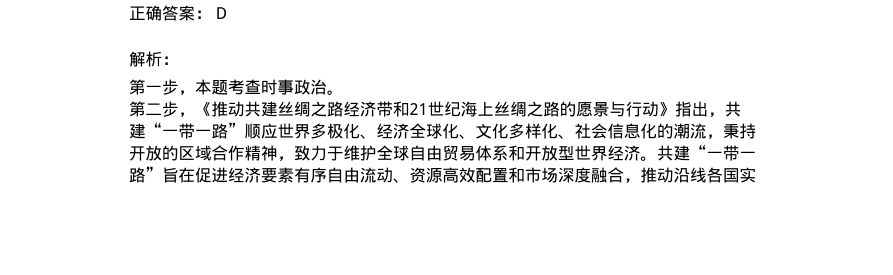 正确答案： D
解析：
第一步，本题考查时事政治。
第二步，《推动共建丝绸之路经济带和21世纪海上丝绸之路的愿景与行动》指出，共
建“一带一路”顺应世界多极化、经济全球化、文化多样化、社会信息化的潮流，秉持
开放的区域合作精神，致力于维护全球自由贸易体系和开放型世界经济。共建“一带一
路”旨在促进经济要素有序自由流动、资源高效配置和市场深度融合，推动沿线各国实